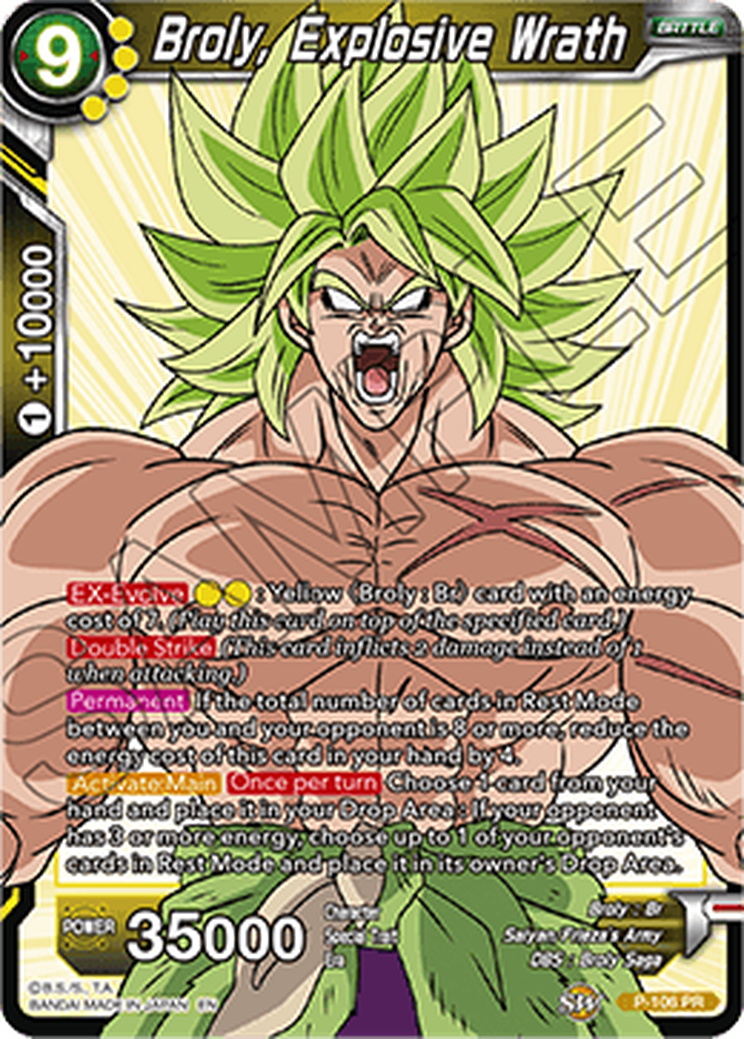 9
Broly, Explosive Wrath
BATTLE
1 +10000
EX-Evolve : Yellow ‹Broly : Br› card with an energy
cost of 7. (Play this card on top of the specified card.)
Double Strike (This card inflicts 2 damage instead of 1
when attacking.)
Permanent If the total number of cards in Rest Mode
between you and your opponent is 8 or more, reduce the
energy cost of this card in your hand by 4.
Activate:Main Once per turn Choose 1 card from your
hand and place it in your Drop Area : If your opponent
has 3 or more energy, choose up to 1 of your opponent's
cards in Rest Mode and place it in its owner's Drop Area.
POWER 35000
Character Broly : Br
Special Trait Saiyan/Frieza's Army
Era DBS : Broly Saga
©B.S./S., T.A.
BANDAI MADE IN JAPAN EN
SW
P-106 PR
SAMPLE